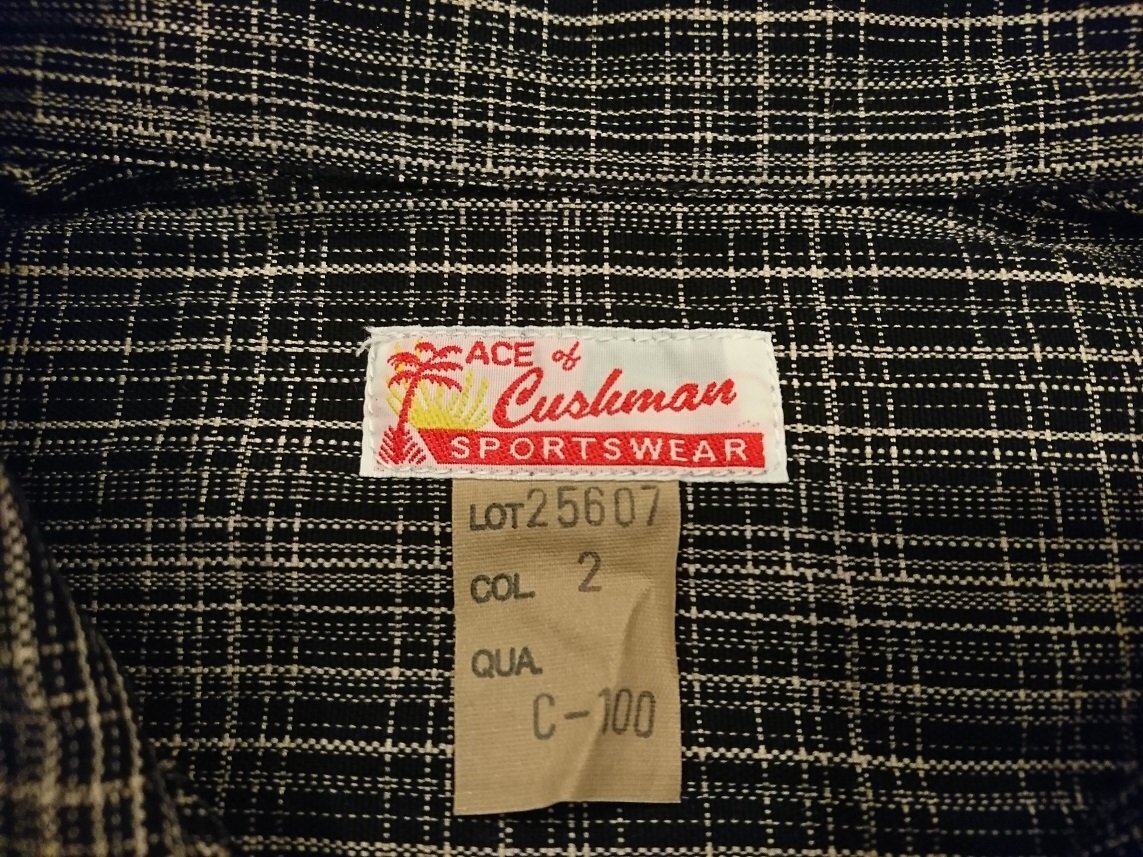 ACE of
Cushman
SPORTSWEAR
LOT 25607
COL. 2
QUA.
C-100